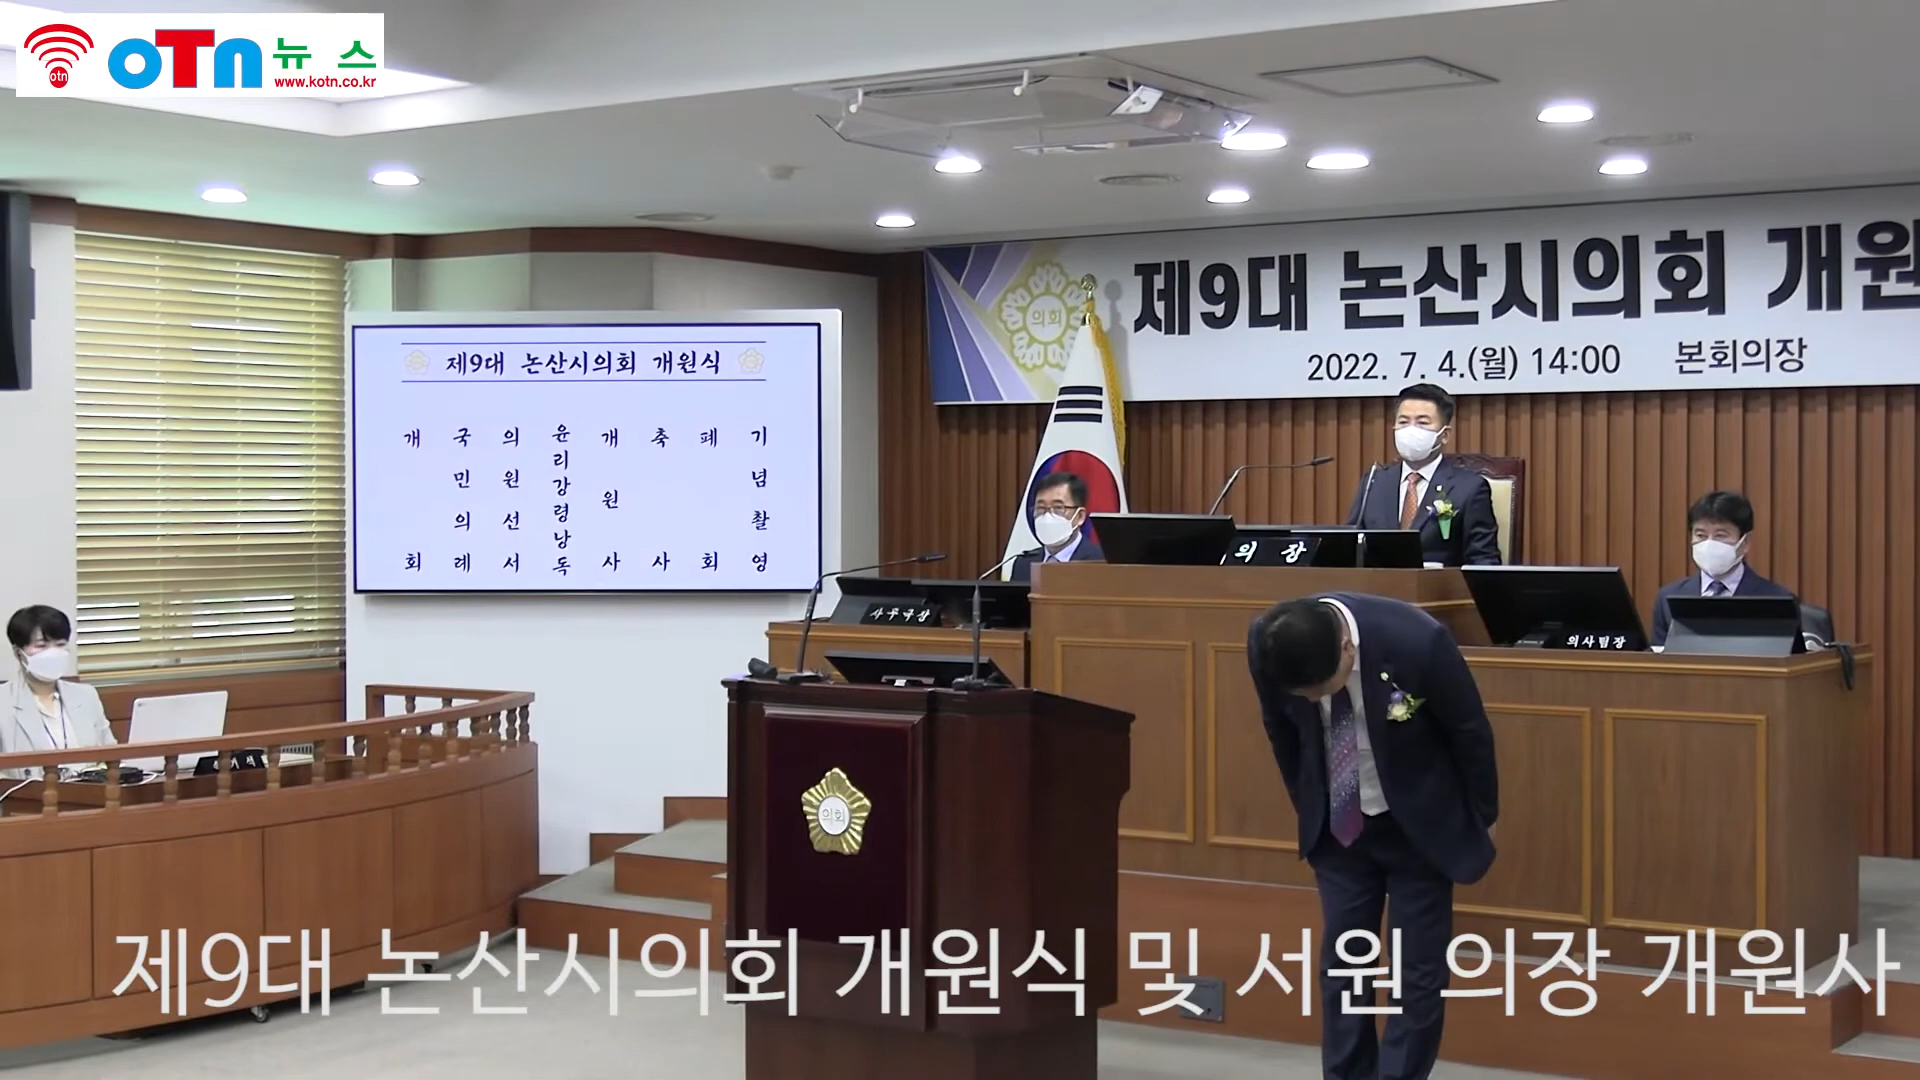 otn
oTn 뉴스
www.kotn.co.kr
제9대 논산시의회 개원
2022. 7. 4.(월) 14:00 본회의장
의회
제9대 논산시의회 개원식
개회
국민의례
의원선서
윤리강령낭독
개원사
축사
폐회
기념촬영
의 장
사무국장
의사팀장
의회
제9대 논산시의회 개원식 및 서원 의장 개원사